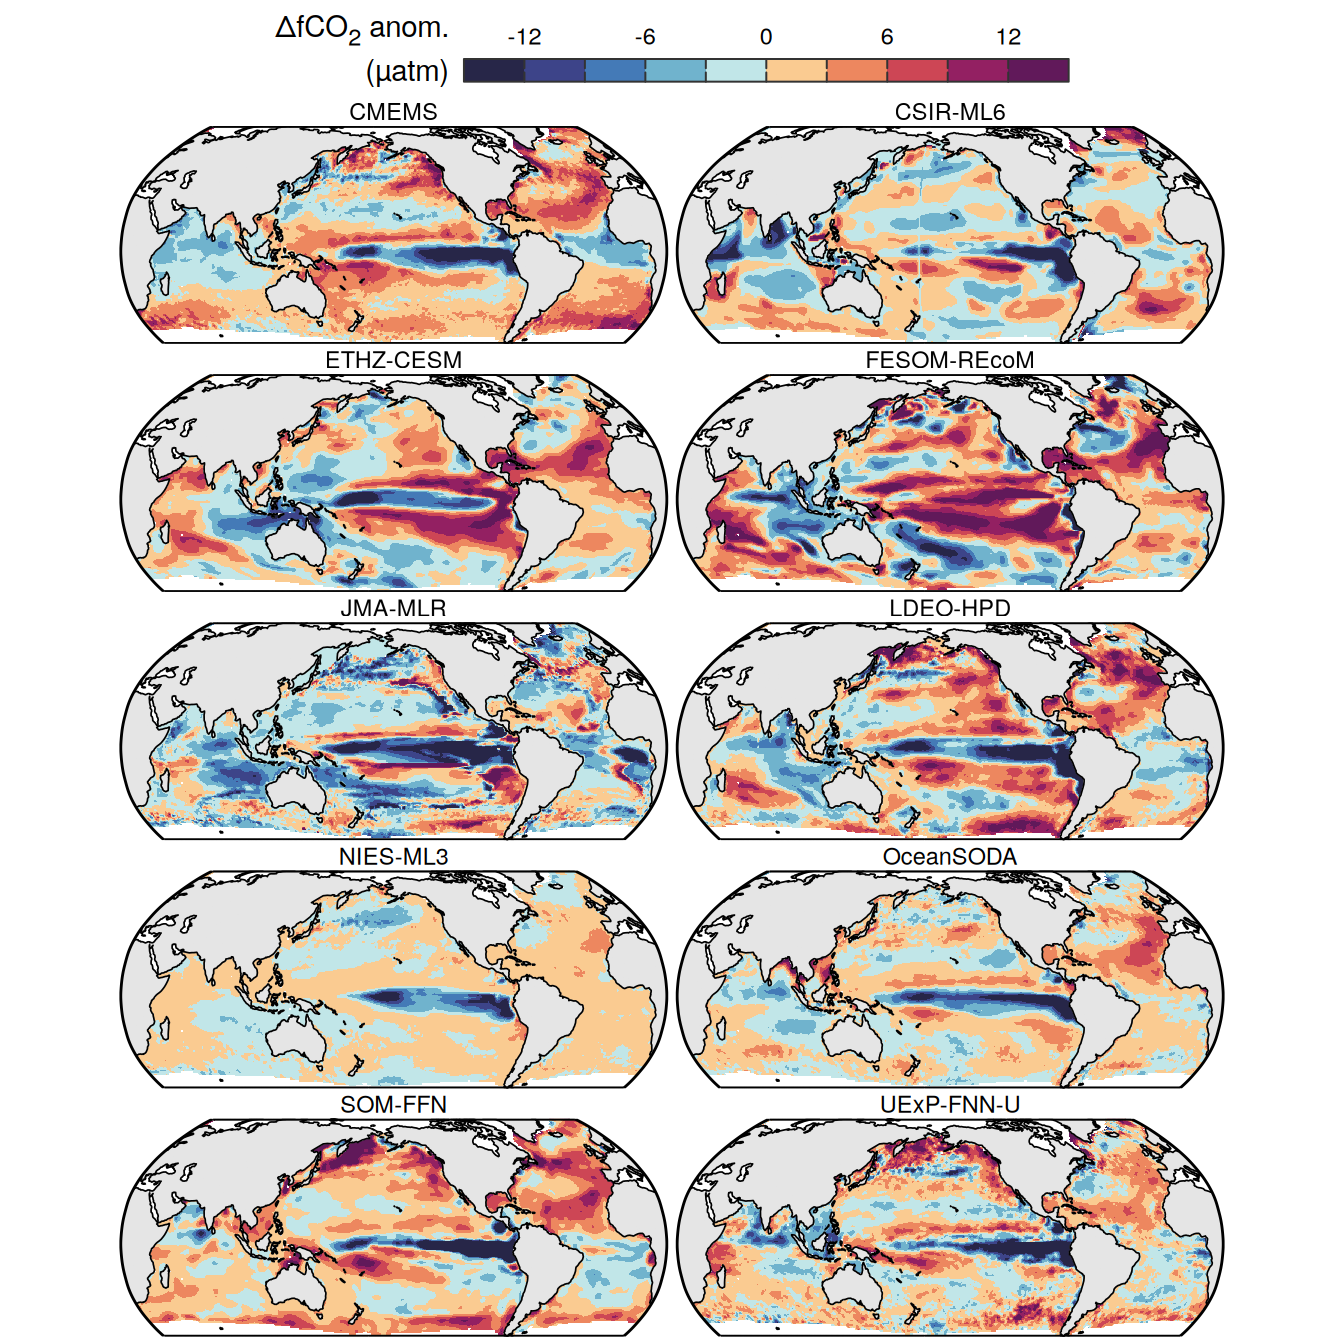 ΔfCO₂ anom.
(µatm)
-12 -6 0 6 12
CMEMS CSIR-ML6
ETHZ-CESM FESOM-REcoM
JMA-MLR LDEO-HPD
NIES-ML3 OceanSODA
SOM-FFN UExP-FNN-U